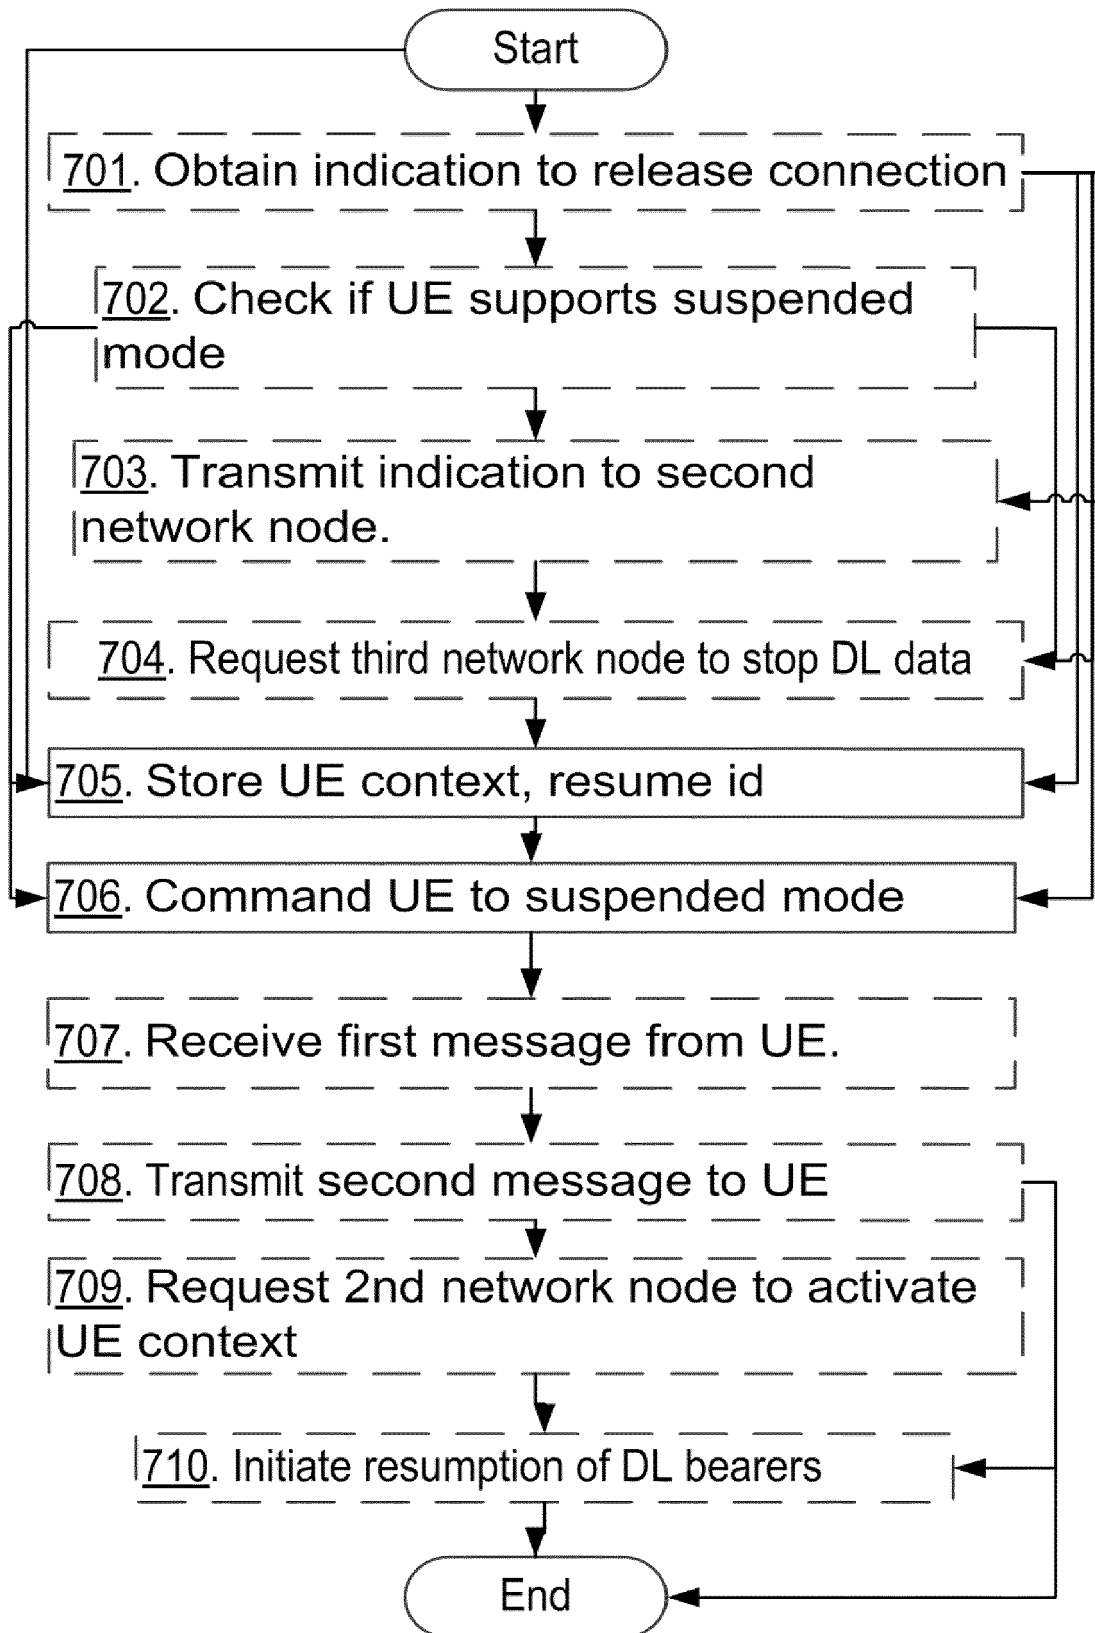 Start
701. Obtain indication to release connection
702. Check if UE supports suspended
mode
703. Transmit indication to second
network node.
704. Request third network node to stop DL data
705. Store UE context, resume id
706. Command UE to suspended mode
707. Receive first message from UE.
708. Transmit second message to UE
709. Request 2nd network node to activate
UE context
710. Initiate resumption of DL bearers
End